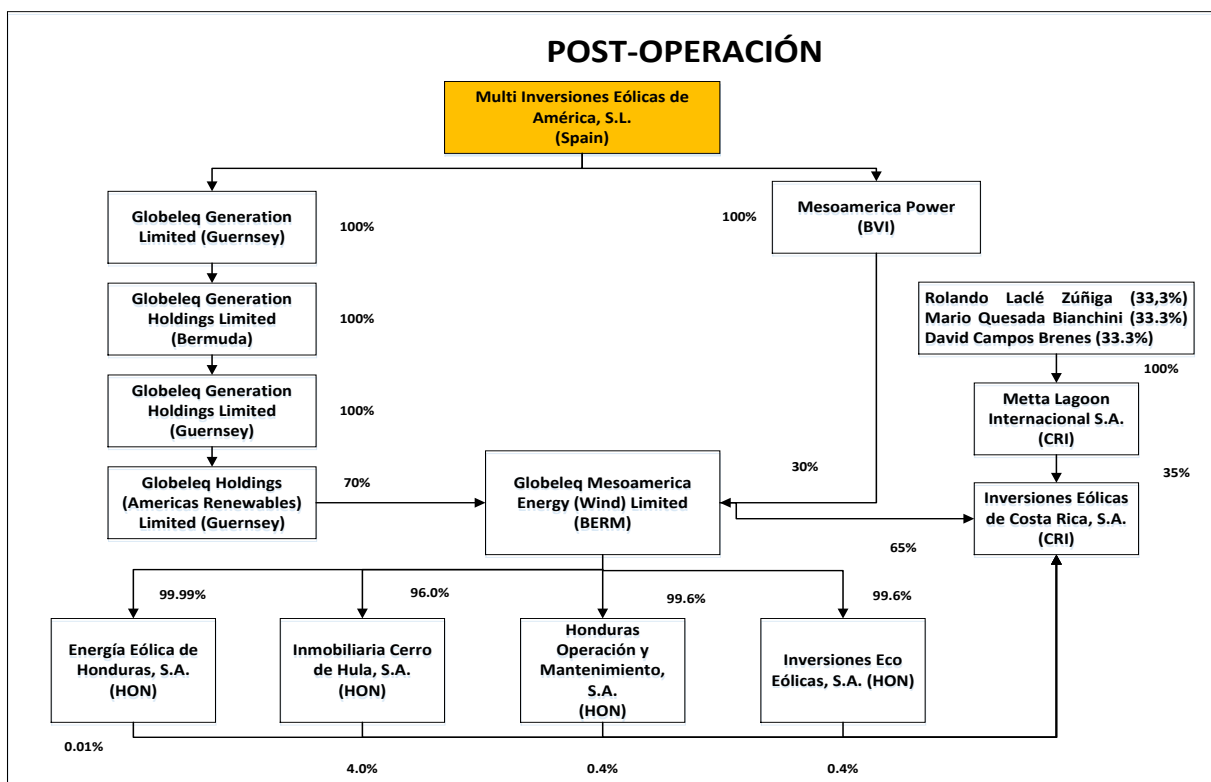 POST-OPERACIÓN
Multi Inversiones Eólicas de
América, S.L.
(Spain)
Globeleq Generation
Limited (Guernsey)
100%
100%
Mesoamerica Power
(BVI)
Globeleq Generation
Holdings Limited
(Bermuda)
100%
Rolando Laclé Zúñiga (33,3%)
Mario Quesada Bianchini (33.3%)
David Campos Brenes (33.3%)
100%
Globeleq Generation
Holdings Limited
(Guernsey)
100%
Metta Lagoon
Internacional S.A.
(CRI)
35%
Globeleq Holdings
(Americas Renewables)
Limited (Guernsey)
70%
Globeleq Mesoamerica
Energy (Wind) Limited
(BERM)
30%
Inversiones Eólicas
de Costa Rica, S.A.
(CRI)
65%
99.99%
96.0%
99.6%
99.6%
Energía Eólica de
Honduras, S.A.
(HON)
Inmobiliaria Cerro
de Hula, S.A.
(HON)
Honduras
Operación y
Mantenimiento,
S.A.
(HON)
Inversiones Eco
Eólicas, S.A. (HON)
0.01%
4.0%
0.4%
0.4%